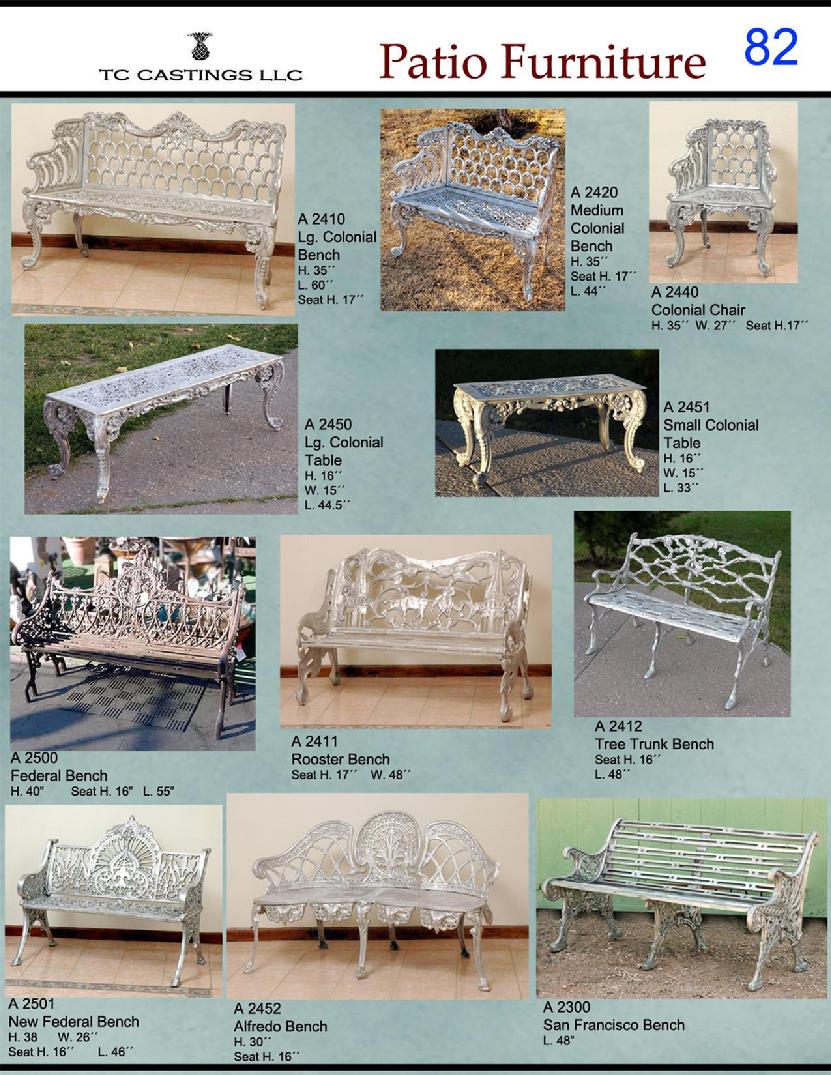 TC CASTINGS LLC
Patio Furniture
82
A 2410
Lg. Colonial
Bench
H. 35´´
L. 60´´
Seat H. 17´´
A 2420
Medium
Colonial
Bench
H. 35´´
Seat H. 17´´
L. 44´´
A 2440
Colonial Chair
H. 35´´ W. 27´´ Seat H.17´´
A 2450
Lg. Colonial
Table
H. 16´´
W. 15´´
L. 44.5´´
A 2451
Small Colonial
Table
H. 16´´
W. 15´´
L. 33´´
A 2500
Federal Bench
H. 40" Seat H. 16" L. 55"
A 2411
Rooster Bench
Seat H. 17´´ W. 48´´
A 2412
Tree Trunk Bench
Seat H. 16´´
L. 48´´
A 2501
New Federal Bench
H. 38 W. 26´´
Seat H. 16´´ L. 46´´
A 2452
Alfredo Bench
H. 30´´
Seat H. 16´´
A 2300
San Francisco Bench
L. 48"